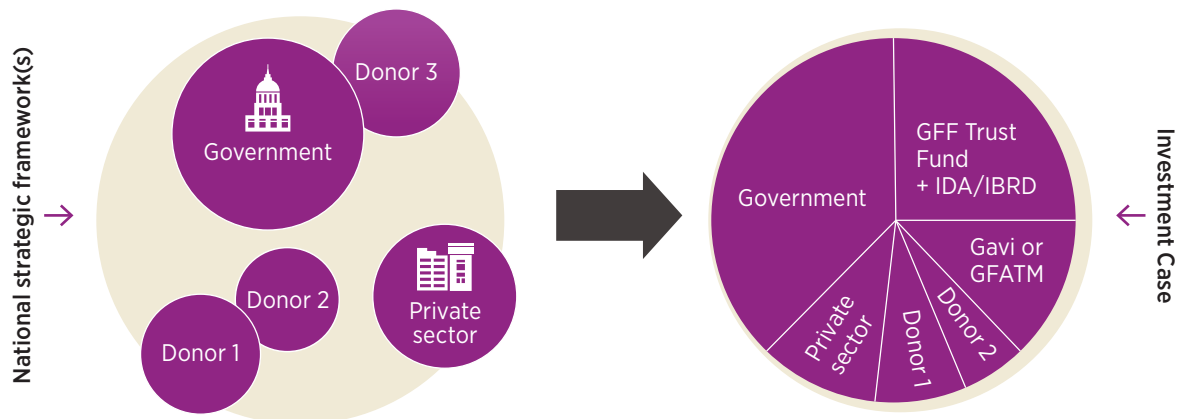 National strategic framework(s)
Donor 3
Government
Donor 2
Donor 1
Private
sector
Government
GFF Trust
Fund
+ IDA/IBRD
Gavi or
GFATM
Donor 2
Donor 1
Private
sector
Investment Case